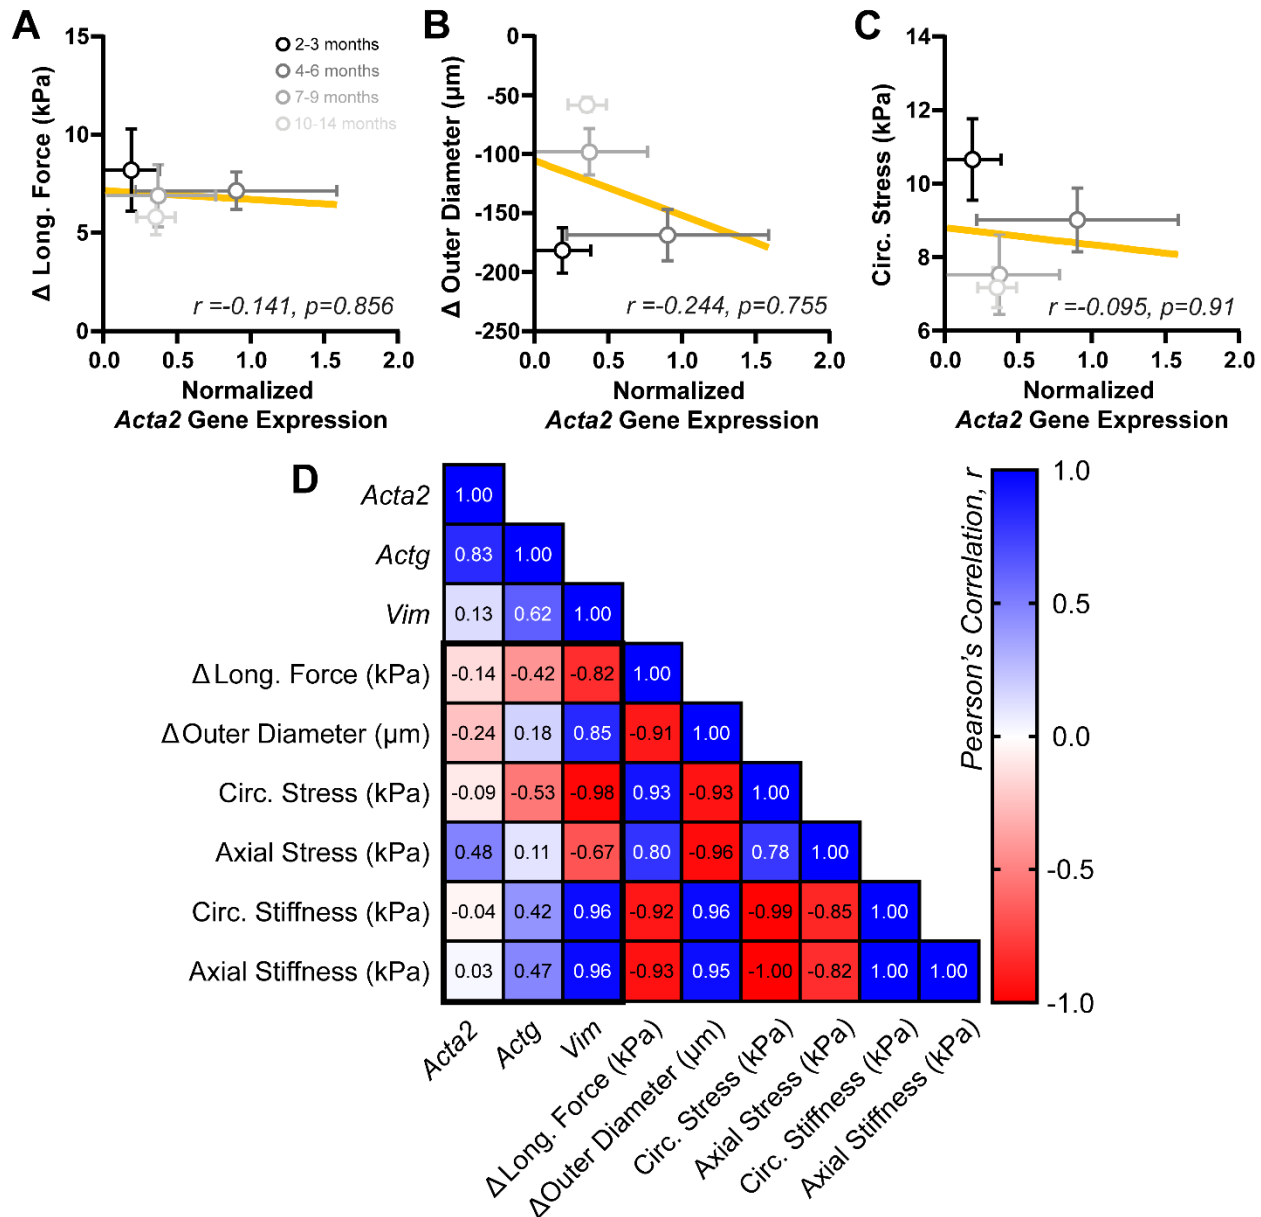 A
Δ Long. Force (kPa)
15
10
5
0
0.0 0.5 1.0 1.5 2.0
2-3 months
4-6 months
7-9 months
10-14 months
r =-0.141, p=0.856
Normalized
Acta2 Gene Expression
B
Δ Outer Diameter (μm)
0
-50
-100
-150
-200
-250
0.0 0.5 1.0 1.5 2.0
r =-0.244, p=0.755
Normalized
Acta2 Gene Expression
C
Circ. Stress (kPa)
14
12
10
8
6
0.0 0.5 1.0 1.5 2.0
r =-0.095, p=0.91
Normalized
Acta2 Gene Expression
D
Acta2 1.00
Actg 0.83 1.00
Vim 0.13 0.62 1.00
Δ Long. Force (kPa) -0.14 -0.42 -0.82 1.00
Δ Outer Diameter (μm) -0.24 0.18 0.85 -0.91 1.00
Circ. Stress (kPa) -0.09 -0.53 -0.98 0.93 -0.93 1.00
Axial Stress (kPa) 0.48 0.11 -0.67 0.80 -0.96 0.78 1.00
Circ. Stiffness (kPa) -0.04 0.42 0.96 -0.92 0.96 -0.99 -0.85 1.00
Axial Stiffness (kPa) 0.03 0.47 0.96 -0.93 0.95 -1.00 -0.82 1.00 1.00
Acta2
Actg
Vim
Δ Long. Force (kPa)
Δ Outer Diameter (μm)
Circ. Stress (kPa)
Axial Stress (kPa)
Circ. Stiffness (kPa)
Axial Stiffness (kPa)
Pearson's Correlation, r
1.0
0.5
0.0
-0.5
-1.0